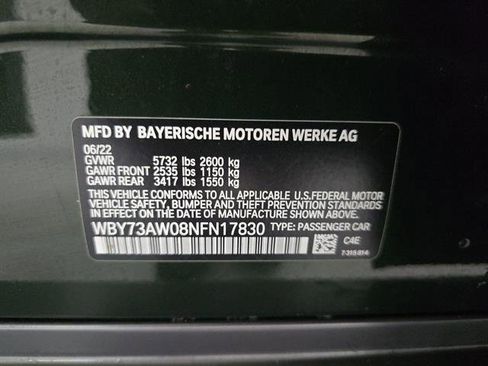 MFD BY BAYERISCHE MOTOREN WERKE AG
06/22
GVWR 5732 lbs 2600 kg
GAWR FRONT 2535 lbs 1150 kg
GAWR REAR 3417 lbs 1550 kg
THIS VEHICLE CONFORMS TO ALL APPLICABLE U.S.FEDERAL MOTOR
VEHICLE SAFETY, BUMPER AND THEFT PREVENTION STANDARDS
IN EFFECT ON THE DATE OF MANUFACTURE SHOWN ABOVE.
WBY73AW08NFN17830 TYPE: PASSENGER CAR
C4E